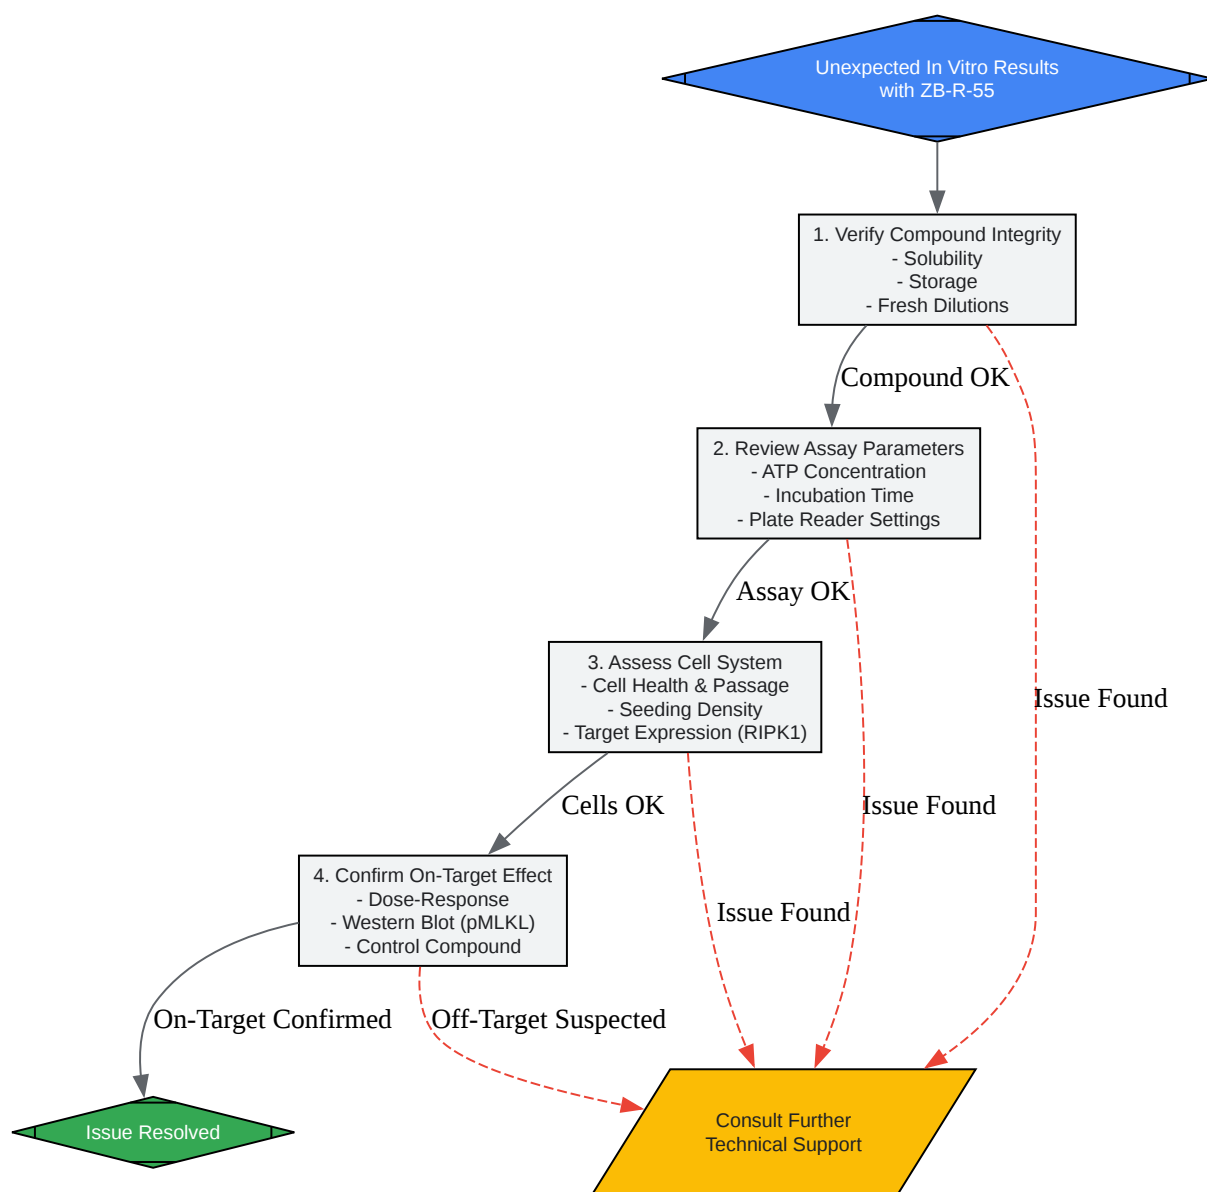 Unexpected In Vitro Results
with ZB-R-55
1. Verify Compound Integrity
- Solubility
- Storage
- Fresh Dilutions
Compound OK
2. Review Assay Parameters
- ATP Concentration
- Incubation Time
- Plate Reader Settings
Assay OK
3. Assess Cell System
- Cell Health & Passage
- Seeding Density
- Target Expression (RIPK1)
Issue Found
Cells OK
Issue Found
4. Confirm On-Target Effect
- Dose-Response
- Western Blot (pMLKL)
- Control Compound
Issue Found
On-Target Confirmed
Off-Target Suspected
Issue Resolved
Consult Further
Technical Support